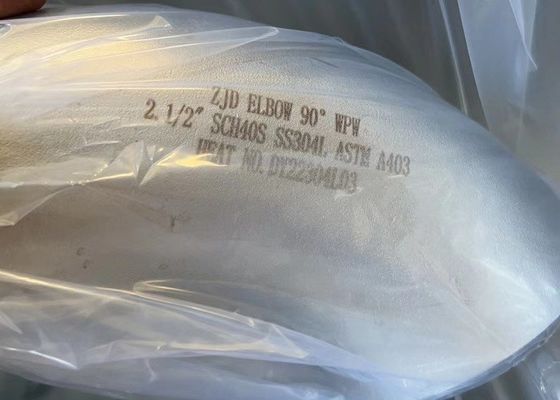 ZJD ELBOW 90° WPW
2.1/2" SCH40S SS304L ASTM A403
HEAT NO.DY22304L03